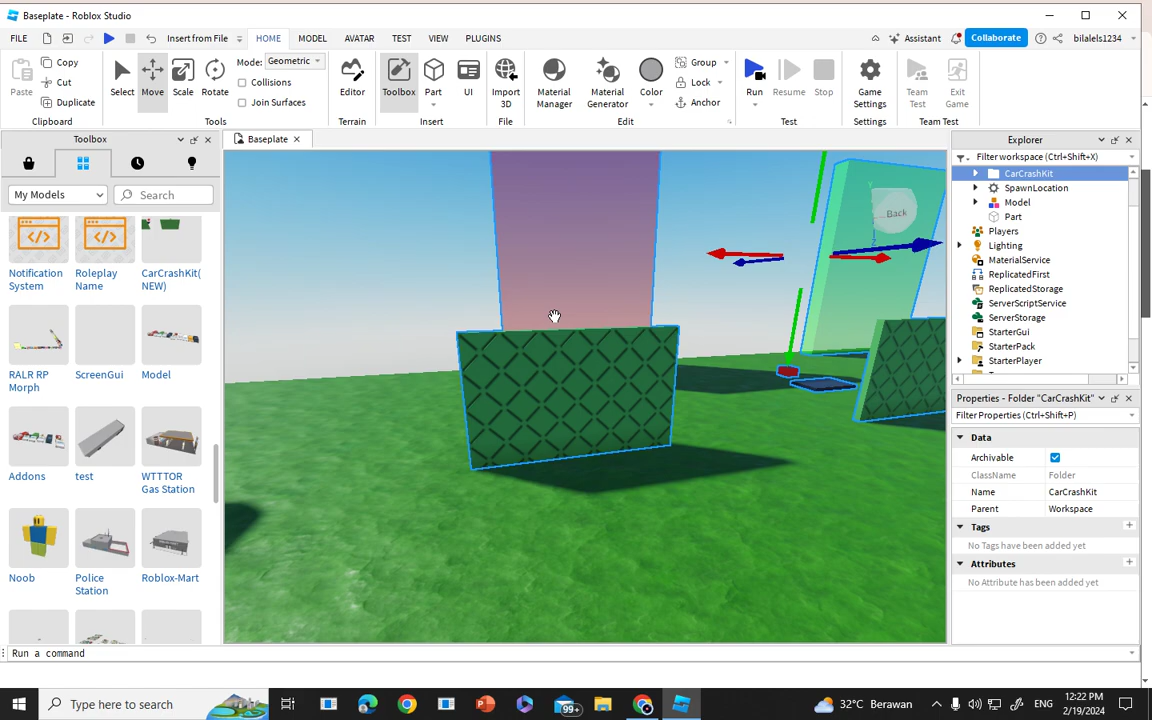 Baseplate - Roblox Studio
FILE Insert from File HOME MODEL AVATAR TEST VIEW PLUGINS Assistant Collaborate bilalels1234
Paste Copy Cut Duplicate
Select Move Scale Rotate
Mode: Geometric
Collisions
Join Surfaces
Editor Toolbox Part UI Import 3D Material Manager Material Generator Color
Group
Lock
Anchor
Run Resume Stop Game Settings Team Test Exit Game
Clipboard Tools Terrain Insert File Edit Test Settings Team Test
Toolbox
Baseplate
My Models Search
Notification System
Roleplay Name
CarCrashKit(NEW)
RALR RP Morph
ScreenGui
Model
Addons
test
WTTTOR Gas Station
Noob
Police Station
Roblox-Mart
Back
Explorer
Filter workspace (Ctrl+Shift+X)
CarCrashKit
SpawnLocation
Model
Part
Players
Lighting
MaterialService
ReplicatedFirst
ReplicatedStorage
ServerScriptService
ServerStorage
StarterGui
StarterPack
StarterPlayer
Properties - Folder "CarCrashKit"
Filter Properties (Ctrl+Shift+P)
Data
Archivable
ClassName Folder
Name CarCrashKit
Parent Workspace
Tags
No Tags have been added yet
Attributes
No Attribute has been added yet
Run a command
Type here to search
99+
32°C Berawan
ENG
12:22 PM
2/19/2024